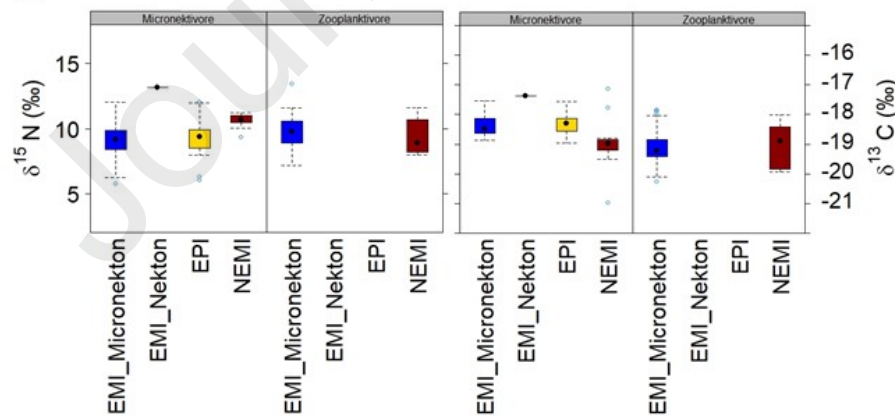 Micronektivore
Zooplanktivore
15
10
5
δ15 N (‰)
EMI_Micronekton
EMI_Nekton
EPI
NEMI
EMI_Micronekton
EMI_Nekton
EPI
NEMI
Micronektivore
Zooplanktivore
-16
-17
-18
-19
-20
-21
δ13 C (‰)
EMI_Micronekton
EMI_Nekton
EPI
NEMI
EMI_Micronekton
EMI_Nekton
EPI
NEMI
Jour